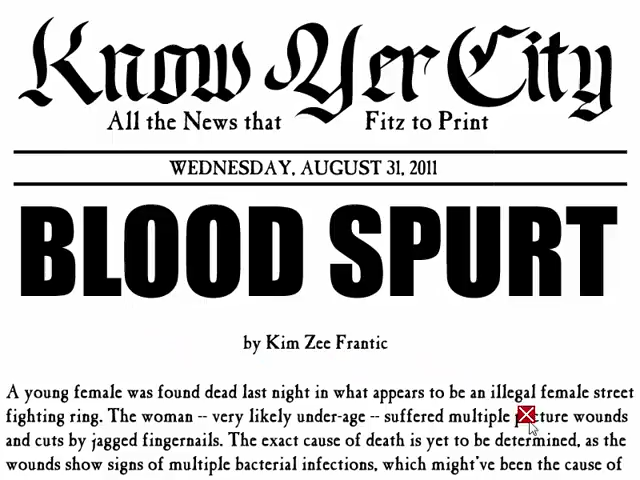 Know Yer City
All the News that Fitz to Print
WEDNESDAY, AUGUST 31, 2011
BLOOD SPURT
by Kim Zee Frantic
A young female was found dead last night in what appears to be an illegal female street
fighting ring. The woman -- very likely under-age -- suffered multiple wounds
and cuts by jagged fingernails. The exact cause of death is yet to be determined, as the
wounds show signs of multiple bacterial infections, which might've been the cause of